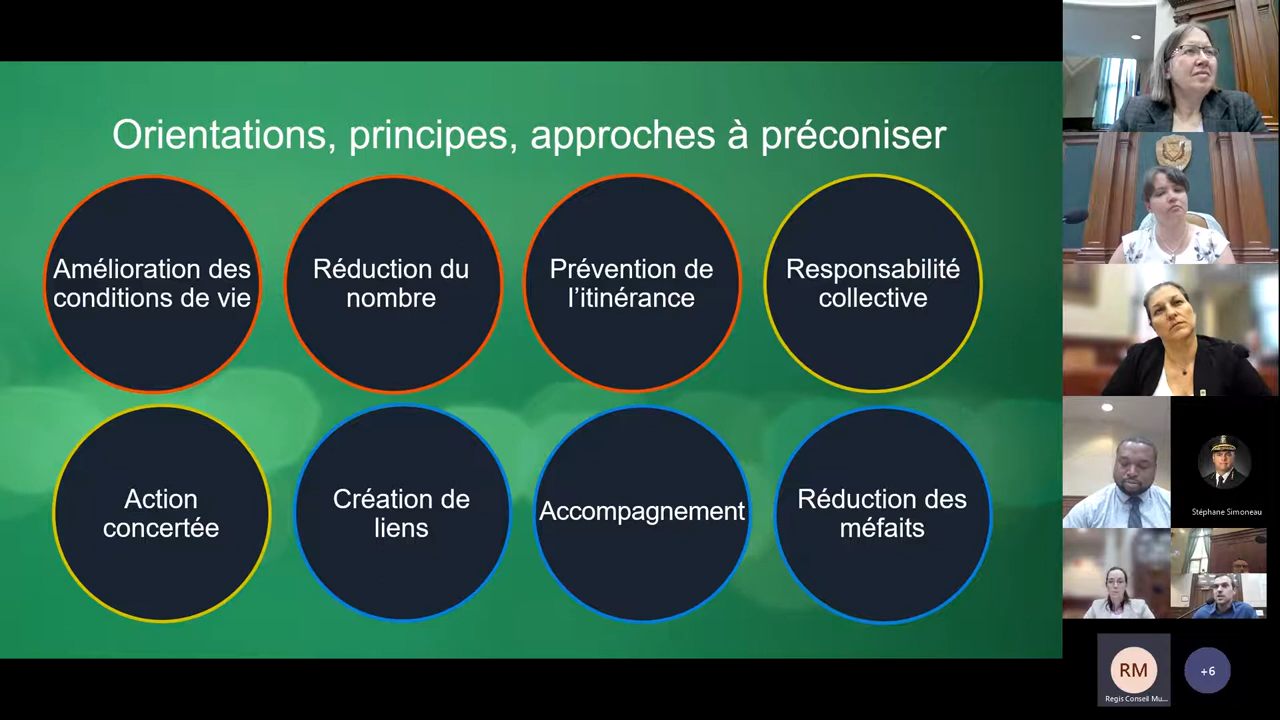 Orientations, principes, approches à préconiser
Amélioration des
conditions de vie
Réduction du
nombre
Prévention de
l’itinérance
Responsabilité
collective
Action
concertée
Création de
liens
Accompagnement
Réduction des
méfaits
Stéphane Simoneau
RM
Regis Conseil Mu...
+6